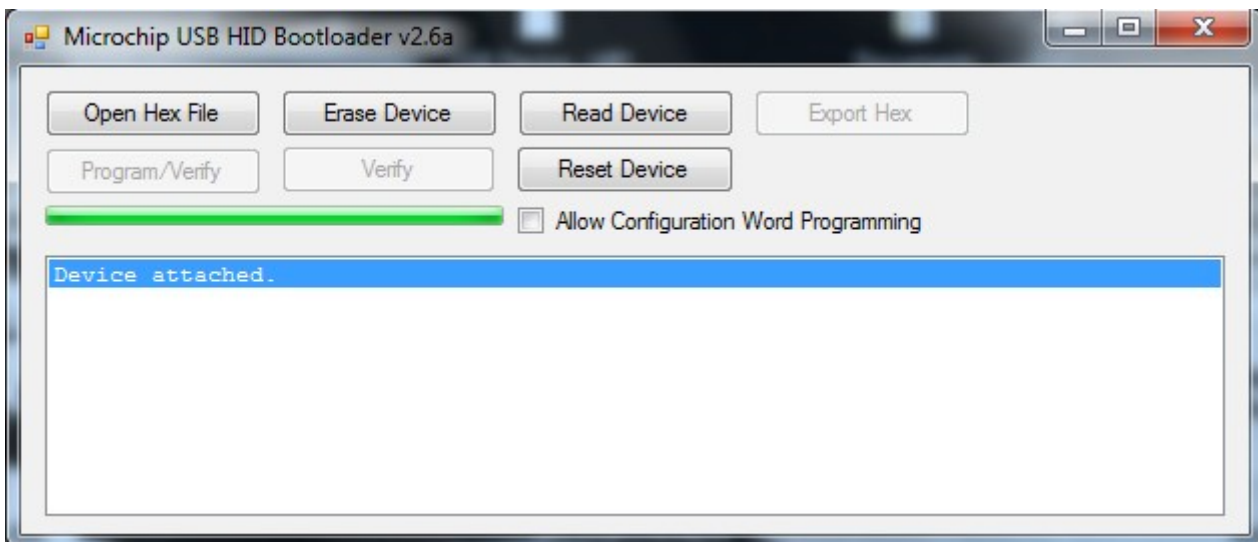 Microchip USB HID Bootloader v2.6a
Open Hex File Erase Device Read Device Export Hex
Program/Verify Verify Reset Device
Allow Configuration Word Programming
Device attached.